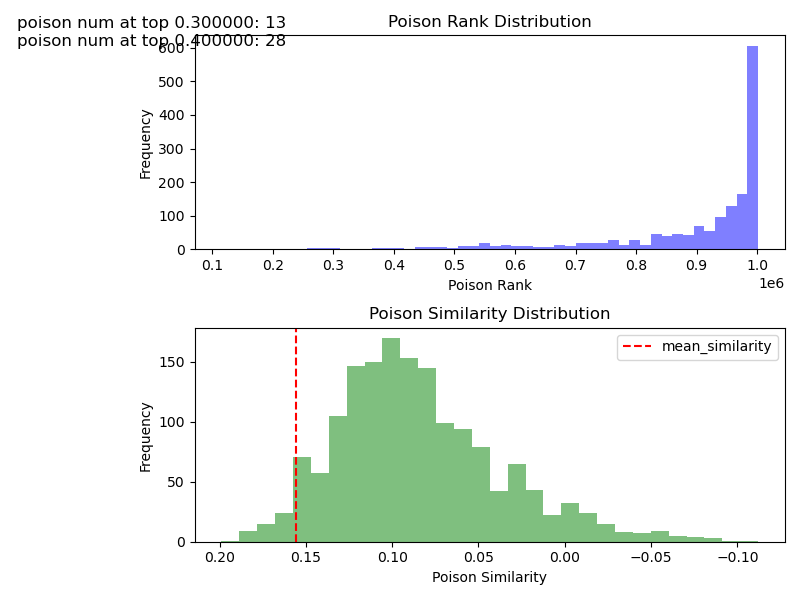 poison num at top 0.300000: 13
poison num at top 0.400000: 28
Poison Rank Distribution
Frequency
600
500
400
300
200
100
0
0.1 0.2 0.3 0.4 0.5 0.6 0.7 0.8 0.9 1.0
1e6
Poison Rank
Poison Similarity Distribution
mean_similarity
Frequency
150
100
50
0
0.20 0.15 0.10 0.05 0.00 −0.05 −0.10
Poison Similarity